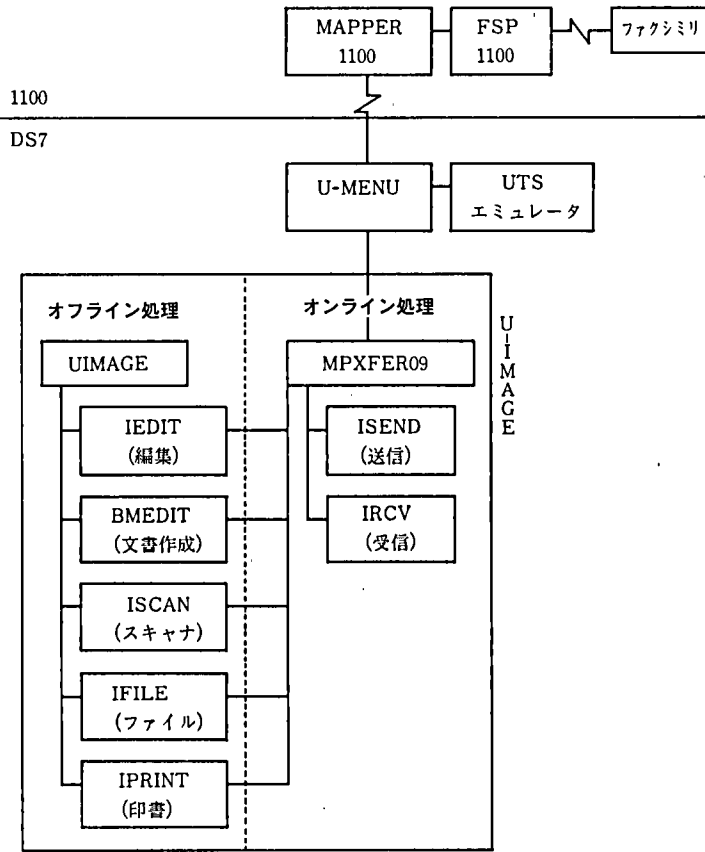 MAPPER
1100
FSP
1100
ファクシミリ
1100
DS7
U-MENU
UTS
エミュレータ
オフライン処理
オンライン処理
U-IMAGE
UIMAGE
MPXFER09
IEDIT
(編集)
ISEND
(送信)
BMEDIT
(文書作成)
IRCV
(受信)
ISCAN
(スキャナ)
IFILE
(ファイル)
IPRINT
(印書)